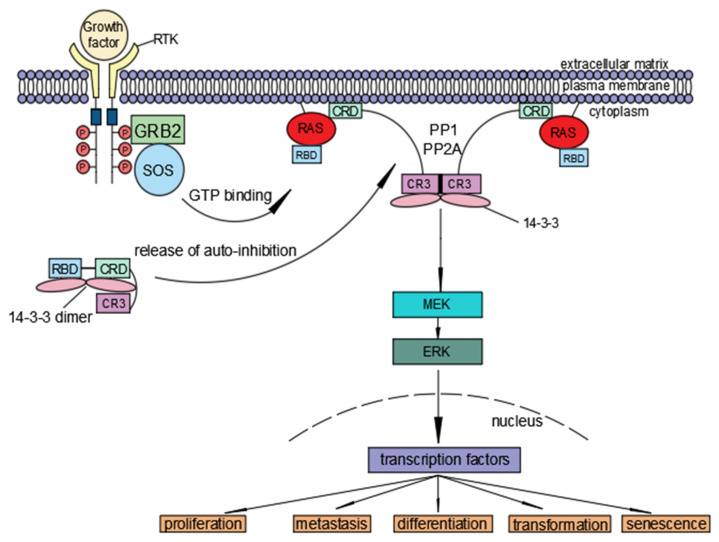 Growth
factor
RTK
extracellular matrix
plasma membrane
cytoplasm
P
P
P
P
P
P
GRB2
SOS
GTP binding
RAS
CRD
RBD
PP1
PP2A
CRD
RAS
RBD
CR3
CR3
14-3-3
release of auto-inhibition
RBD
CRD
CR3
14-3-3 dimer
MEK
ERK
nucleus
transcription factors
proliferation
metastasis
differentiation
transformation
senescence